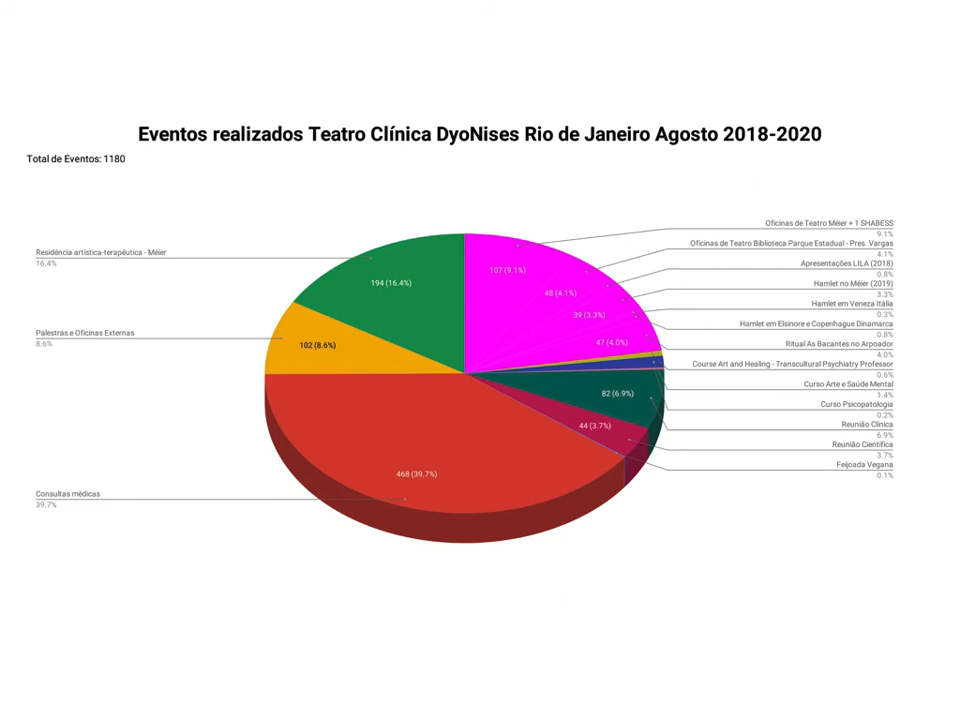 Eventos realizados Teatro Clínica DyoNises Rio de Janeiro Agosto 2018-2020
Total de Eventos: 1180
Residência artística-terapéutica - Méier
16.4%
Palestras e Oficinas Externas
8.6%
Consultas médicas
39.7%
194 (16.4%)
102 (8.6%)
468 (39.7%)
107 (9.1%)
48 (4.1%)
39 (3.3%)
47 (4.0%)
82 (6.9%)
44 (3.7%)
Oficinas de Teatro Méier + 1 SHABESS
9.1%
Oficinas de Teatro Biblioteca Parque Estadual - Pres. Vargas
4.1%
Apresentações LILA (2018)
0.8%
Hamlet no Méier (2019)
3.3%
Hamlet em Veneza Itália
0.3%
Hamlet em Elsinore e Copenhague Dinamarca
0.8%
Ritual As Bacantes no Arpoador
4.0%
Course Art and Healing - Transcultural Psychiatry Professor
0.6%
Curso Arte e Saúde Mental
1.4%
Curso Psicopatologia
0.2%
Reunião Clínica
6.9%
Reunião Científica
3.7%
Feijoada Vegana
0.1%